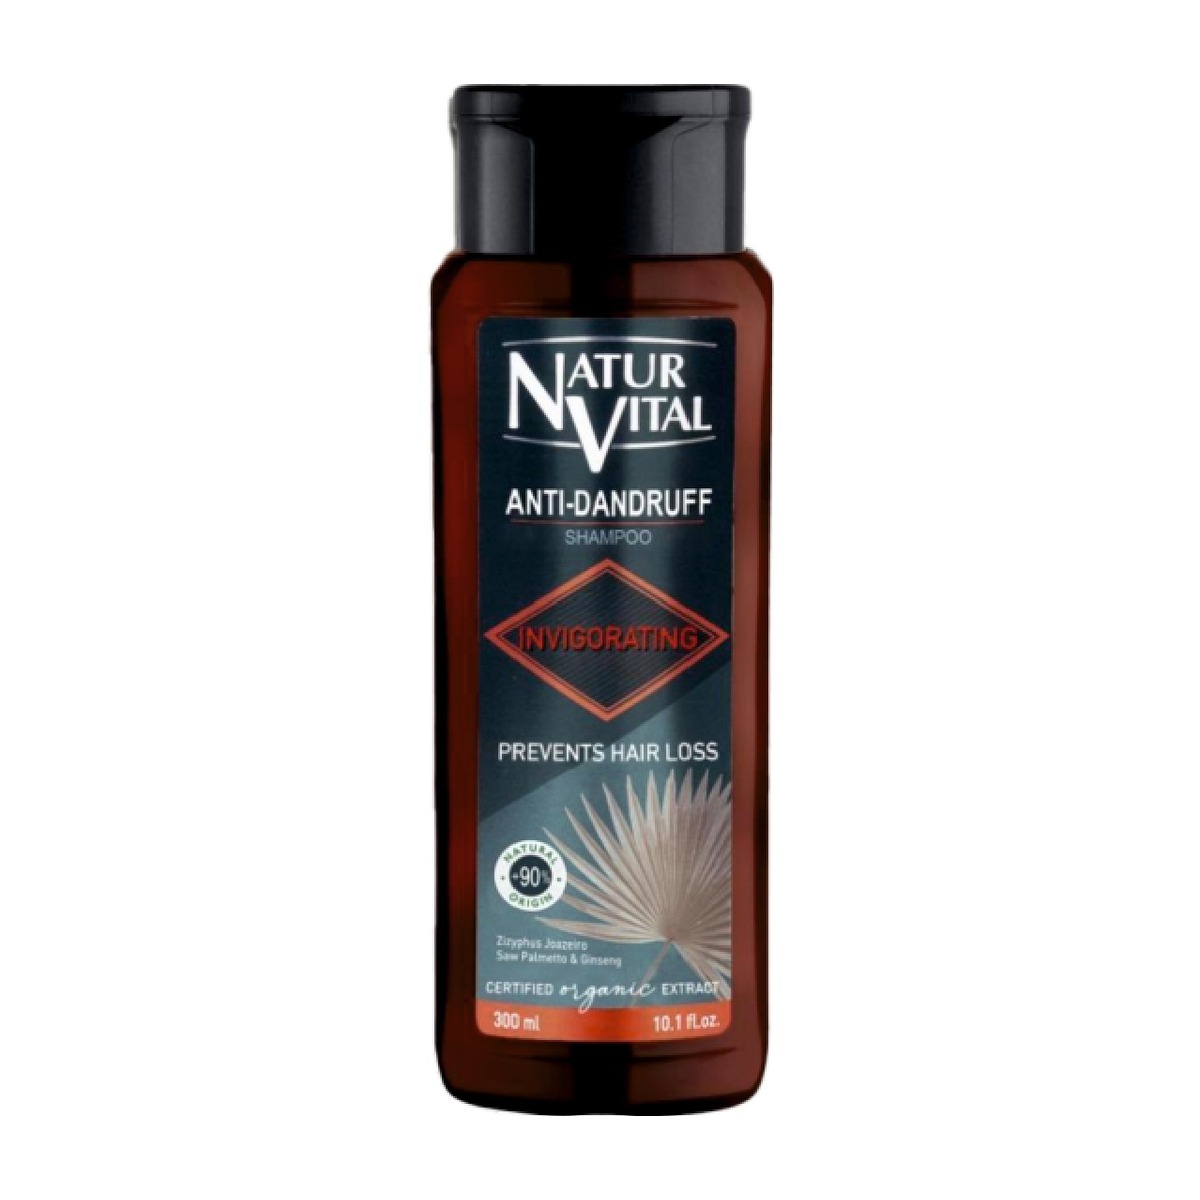 NATUR
VITAL
ANTI-DANDRUFF
SHAMPOO
INVIGORATING
PREVENTS HAIR LOSS
NATURAL
+90%
ORIGIN
Zizyphus Joazeiro
Saw Palmetto & Ginseng
CERTIFIED organic EXTRACT
300 ml 10.1 fl.oz.